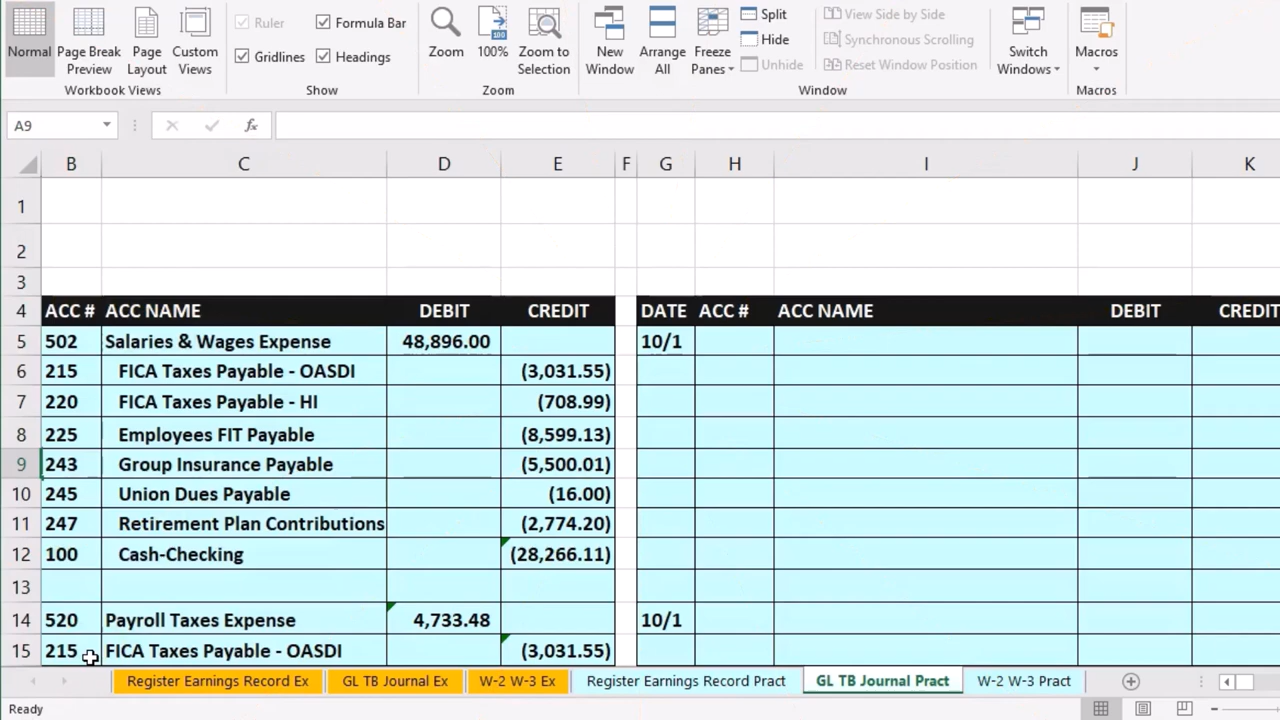 Normal
Page Break Preview
Page Layout
Custom Views
Workbook Views
Ruler
Formula Bar
Gridlines
Headings
Show
Zoom
100%
Zoom to Selection
Zoom
New Window
Arrange All
Freeze Panes
Split
Hide
Unhide
View Side by Side
Synchronous Scrolling
Reset Window Position
Window
Switch Windows
Macros
Macros
A9
fx
B C D E F G H I J K
1
2
3
4 ACC # ACC NAME DEBIT CREDIT DATE ACC # ACC NAME DEBIT CREDIT
5 502 Salaries & Wages Expense 48,896.00 10/1
6 215 FICA Taxes Payable - OASDI (3,031.55)
7 220 FICA Taxes Payable - HI (708.99)
8 225 Employees FIT Payable (8,599.13)
9 243 Group Insurance Payable (5,500.01)
10 245 Union Dues Payable (16.00)
11 247 Retirement Plan Contributions (2,774.20)
12 100 Cash-Checking (28,266.11)
13
14 520 Payroll Taxes Expense 4,733.48 10/1
15 215 FICA Taxes Payable - OASDI (3,031.55)
Register Earnings Record Ex GL TB Journal Ex W-2 W-3 Ex Register Earnings Record Pract GL TB Journal Pract W-2 W-3 Pract
Ready